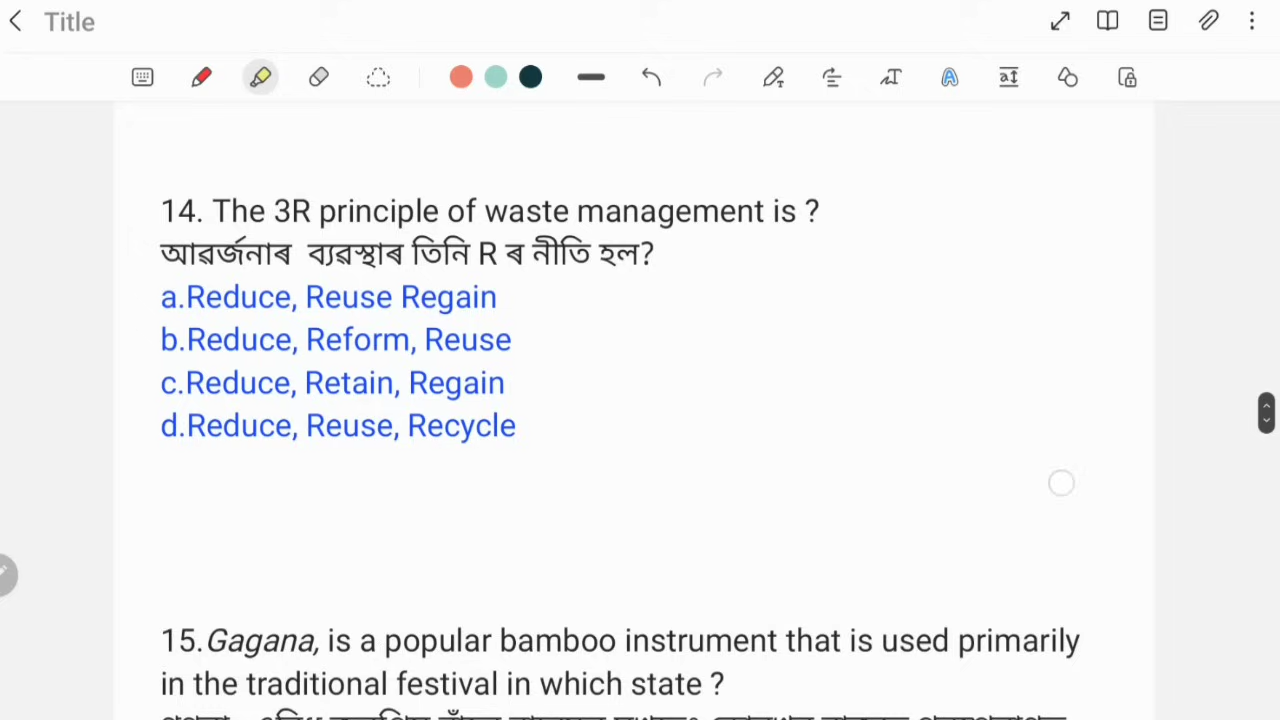 Title
14. The 3R principle of waste management is ?
আৱৰ্জনাৰ ব্যৱস্থাৰ তিনি R ৰ নীতি হল?
a.Reduce, Reuse Regain
b.Reduce, Reform, Reuse
c.Reduce, Retain, Regain
d.Reduce, Reuse, Recycle
15.Gagana, is a popular bamboo instrument that is used primarily
in the traditional festival in which state ?